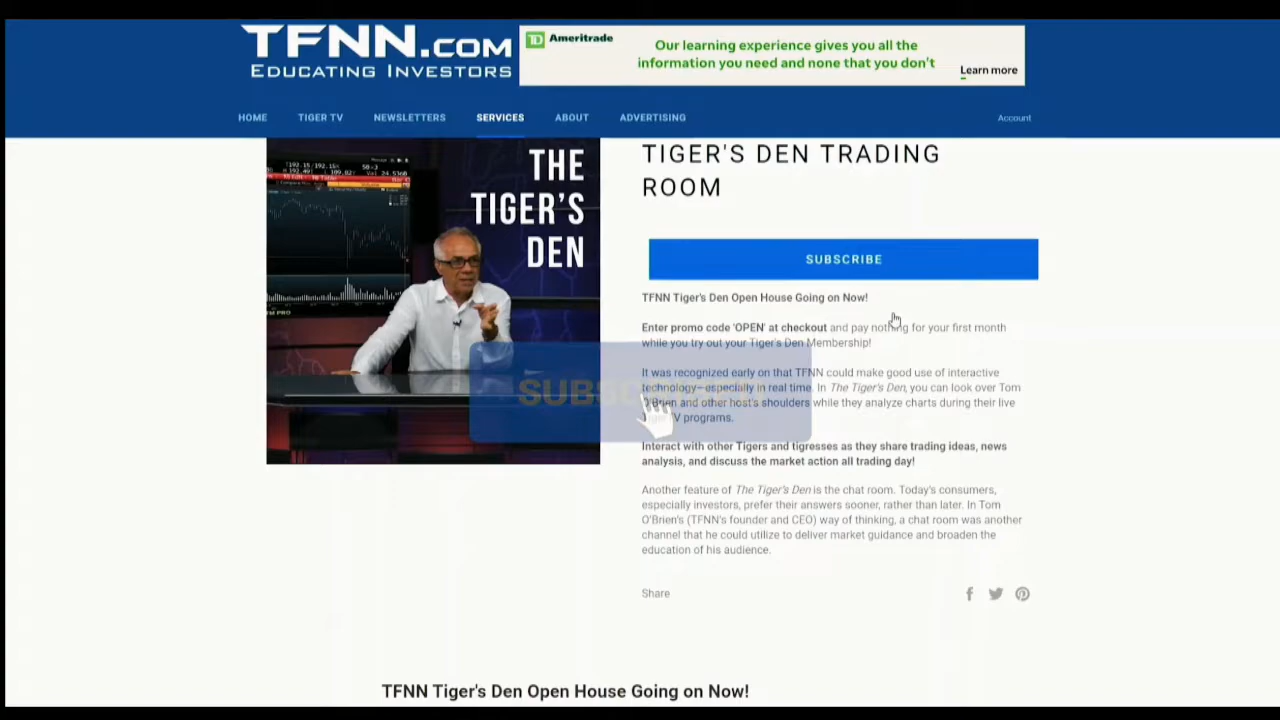 TFNN.COM
EDUCATING INVESTORS
TD Ameritrade
Our learning experience gives you all the
information you need and none that you don't
Learn more
HOME
TIGER TV
NEWSLETTERS
SERVICES
ABOUT
ADVERTISING
Account
THE
TIGER'S
DEN
TIGER'S DEN TRADING
ROOM
SUBSCRIBE
TFNN Tiger's Den Open House Going on Now!
Enter promo code 'OPEN' at checkout and pay nothing for your first month
while you try out your Tiger's Den Membership!
It was recognized early on that TFNN could make good use of interactive
technology–especially in real time. In The Tiger's Den, you can look over Tom
O'Brien and other host's shoulders while they analyze charts during their live
TV programs.
Interact with other Tigers and tigresses as they share trading ideas, news
analysis, and discuss the market action all trading day!
Another feature of The Tiger's Den is the chat room. Today's consumers,
especially investors, prefer their answers sooner, rather than later. In Tom
O'Brien's (TFNN's founder and CEO) way of thinking, a chat room was another
channel that he could utilize to deliver market guidance and broaden the
education of his audience.
Share
TFNN Tiger's Den Open House Going on Now!